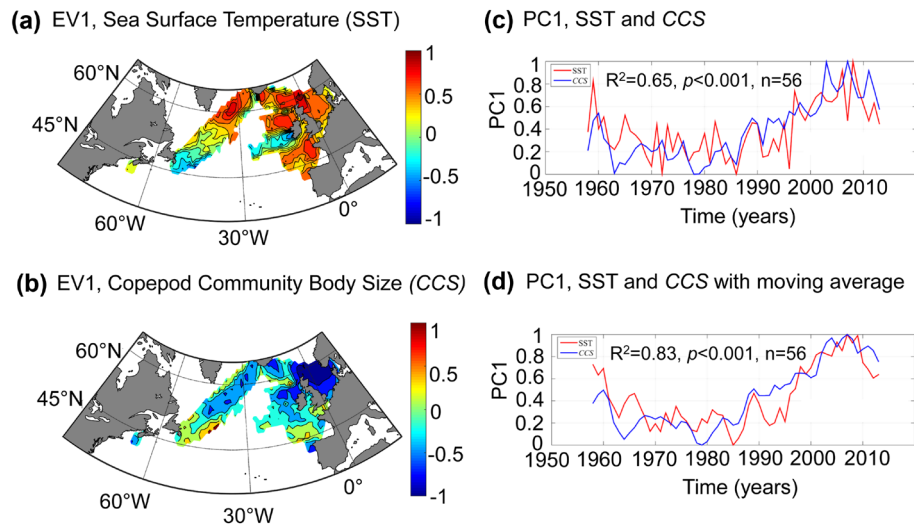 (a) EV1, Sea Surface Temperature (SST)
60°N
45°N
60°W
30°W
0°
1
0.5
0
-0.5
-1
(c) PC1, SST and CCS
PC1
1
0.8
0.6
0.4
0.2
0
SST
CCS
R²=0.65, p<0.001, n=56
1950 1960 1970 1980 1990 2000 2010
Time (years)
(b) EV1, Copepod Community Body Size (CCS)
60°N
45°N
60°W
30°W
0°
1
0.5
0
-0.5
-1
(d) PC1, SST and CCS with moving average
PC1
1
0.8
0.6
0.4
0.2
0
SST
CCS
R²=0.83, p<0.001, n=56
1950 1960 1970 1980 1990 2000 2010
Time (years)